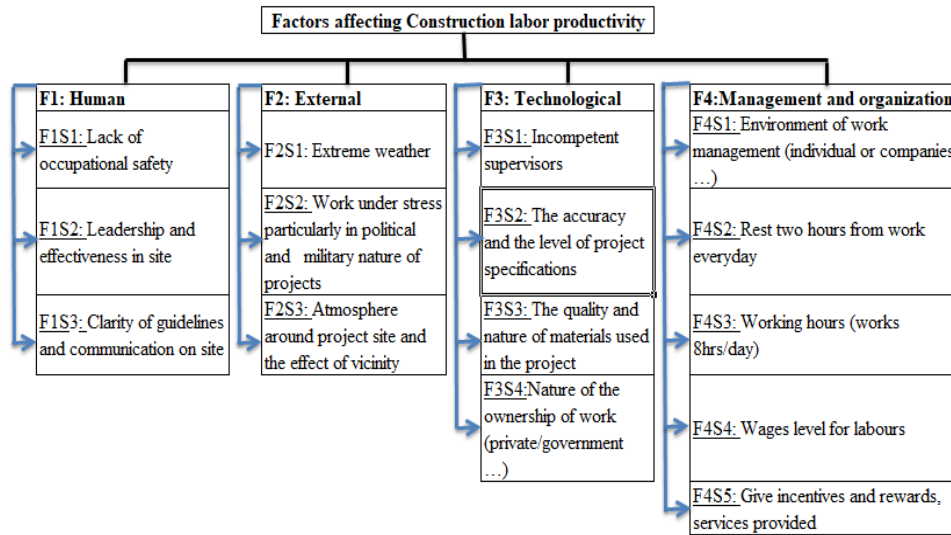 Factors affecting Construction labor productivity
F1: Human
F1S1: Lack of
occupational safety
F1S2: Leadership and
effectiveness in site
F1S3: Clarity of guidelines
and communication on site
F2: External
F2S1: Extreme weather
F2S2: Work under stress
particularly in political
and military nature of
projects
F2S3: Atmosphere
around project site and
the effect of vicinity
F3: Technological
F3S1: Incompetent
supervisors
F3S2: The accuracy
and the level of project
specifications
F3S3: The quality and
nature of materials used
in the project
F3S4:Nature of the
ownership of work
(private/government
…)
F4:Management and organization
F4S1: Environment of work
management (individual or companies
…)
F4S2: Rest two hours from work
everyday
F4S3: Working hours (works
8hrs/day)
F4S4: Wages level for labours
F4S5: Give incentives and rewards,
services provided